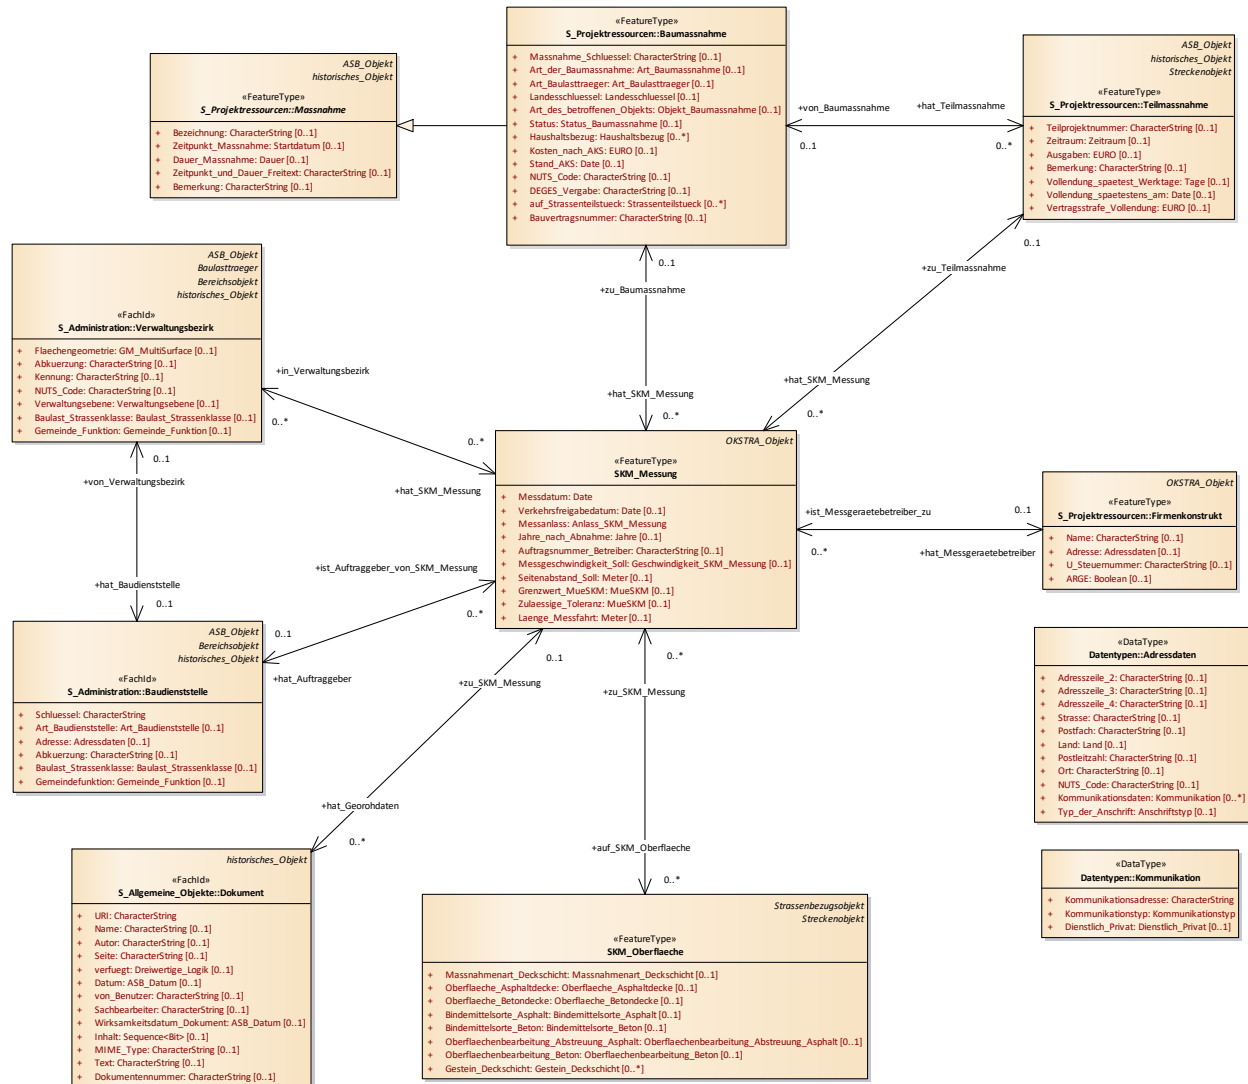 «FeatureType»
S_Projektressourcen::Baumassnahme
+ Massnahme_Schluessel: CharacterString [0..1]
+ Art_der_Baumassnahme: Art_Baumassnahme [0..1]
+ Art_Baulasttraeger: Art_Baulasttraeger [0..1]
+ Landesschluessel: Landesschluessel [0..1]
+ Art_des_betroffenen_Objekts: Objekt_Baumassnahme [0..1]
+ Status: Status_Baumassnahme [0..1]
+ Haushaltsbezug: Haushaltsbezug [0..*]
+ Kosten_nach_AKS: EURO [0..1]
+ Stand_AKS: Date [0..1]
+ NUTS_Code: CharacterString [0..1]
+ DEGES_Vergabe: CharacterString [0..1]
+ auf_Strassenteilstueck: Strassenteilstueck [0..*]
+ Bauvertragsnummer: CharacterString [0..1]
ASB_Objekt
historisches_Objekt
«FeatureType»
S_Projektressourcen::Massnahme
+ Bezeichnung: CharacterString [0..1]
+ Zeitpunkt_Massnahme: Startdatum [0..1]
+ Dauer_Massnahme: Dauer [0..1]
+ Zeitpunkt_und_Dauer_Freitext: CharacterString [0..1]
+ Bemerkung: CharacterString [0..1]
ASB_Objekt
historisches_Objekt
Streckenobjekt
«FeatureType»
S_Projektressourcen::Teilmassnahme
+ Teilprojektnummer: CharacterString [0..1]
+ Zeitraum: Zeitraum [0..1]
+ Ausgaben: EURO [0..1]
+ Bemerkung: CharacterString [0..1]
+ Vollendung_spaetest_Werktage: Tage [0..1]
+ Vollendung_spaetestens_am: Date [0..1]
+ Vertragsstrafe_Vollendung: EURO [0..1]
+von_Baumassnahme
0..1
+hat_Teilmassnahme
0..*
0..1
+zu_Teilmassnahme
+hat_SKM_Messung
0..*
0..1
+zu_Baumassnahme
+hat_SKM_Messung
0..*
ASB_Objekt
Baulasttraeger
Bereichsobjekt
historisches_Objekt
«FachId»
S_Administration::Verwaltungsbezirk
+ Flaechengeometrie: GM_MultiSurface [0..1]
+ Abkuerzung: CharacterString [0..1]
+ Kennung: CharacterString [0..1]
+ NUTS_Code: CharacterString [0..1]
+ Verwaltungsebene: Verwaltungsebene [0..1]
+ Baulast_Strassenklasse: Baulast_Strassenklasse [0..1]
+ Gemeinde_Funktion: Gemeinde_Funktion [0..1]
+in_Verwaltungsbezirk
0..*
0..*
+hat_SKM_Messung
0..1
+von_Verwaltungsbezirk
+hat_Baudienststelle
0..1
OKSTRA_Objekt
«FeatureType»
SKM_Messung
+ Messdatum: Date
+ Verkehrsfreigabedatum: Date [0..1]
+ Messanlass: Anlass_SKM_Messung
+ Jahre_nach_Abnahme: Jahre [0..1]
+ Auftragsnummer_Betreiber: CharacterString [0..1]
+ Messgeschwindigkeit_Soll: Geschwindigkeit_SKM_Messung [0..1]
+ Seitenabstand_Soll: Meter [0..1]
+ Grenzwert_MueSKM: MueSKM [0..1]
+ Zulaessige_Toleranz: MueSKM [0..1]
+ Laenge_Messfahrt: Meter [0..1]
+ist_Messgeraetebetreiber_zu
0..*
0..1
+hat_Messgeraetebetreiber
OKSTRA_Objekt
«FeatureType»
S_Projektressourcen::Firmenkonstrukt
+ Name: CharacterString [0..1]
+ Adresse: Adressdaten [0..1]
+ U_Steuernummer: CharacterString [0..1]
+ ARGE: Boolean [0..1]
+ist_Auftraggeber_von_SKM_Messung
0..*
0..1
+hat_Auftraggeber
ASB_Objekt
Bereichsobjekt
historisches_Objekt
«FachId»
S_Administration::Baudienststelle
+ Schluessel: CharacterString
+ Art_Baudienststelle: Art_Baudienststelle [0..1]
+ Adresse: Adressdaten [0..1]
+ Abkuerzung: CharacterString [0..1]
+ Baulast_Strassenklasse: Baulast_Strassenklasse [0..1]
+ Gemeindefunktion: Gemeinde_Funktion [0..1]
0..1
+zu_SKM_Messung
+hat_Georohdaten
0..*
0..*
+zu_SKM_Messung
+auf_SKM_Oberflaeche
0..*
«DataType»
Datentypen::Adressdaten
+ Adresszeile_2: CharacterString [0..1]
+ Adresszeile_3: CharacterString [0..1]
+ Adresszeile_4: CharacterString [0..1]
+ Strasse: CharacterString [0..1]
+ Postfach: CharacterString [0..1]
+ Land: Land [0..1]
+ Postleitzahl: CharacterString [0..1]
+ Ort: CharacterString [0..1]
+ NUTS_Code: CharacterString [0..1]
+ Kommunikationsdaten: Kommunikation [0..*]
+ Typ_der_Anschrift: Anschriftstyp [0..1]
«DataType»
Datentypen::Kommunikation
+ Kommunikationsadresse: CharacterString
+ Kommunikationstyp: Kommunikationstyp
+ Dienstlich_Privat: Dienstlich_Privat [0..1]
historisches_Objekt
«FachId»
S_Allgemeine_Objekte::Dokument
+ URI: CharacterString
+ Name: CharacterString [0..1]
+ Autor: CharacterString [0..1]
+ Seite: CharacterString [0..1]
+ verfuegt: Dreiwertige_Logik [0..1]
+ Datum: ASB_Datum [0..1]
+ von_Benutzer: CharacterString [0..1]
+ Sachbearbeiter: CharacterString [0..1]
+ Wirksamkeitsdatum_Dokument: ASB_Datum [0..1]
+ Inhalt: Sequence<Bit> [0..1]
+ MIME_Type: CharacterString [0..1]
+ Text: CharacterString [0..1]
+ Dokumentennummer: CharacterString [0..1]
Strassenbezugsobjekt
Streckenobjekt
«FeatureType»
SKM_Oberflaeche
+ Massnahmenart_Deckschicht: Massnahmenart_Deckschicht [0..1]
+ Oberflaeche_Asphaltdecke: Oberflaeche_Asphaltdecke [0..1]
+ Oberflaeche_Betondecke: Oberflaeche_Betondecke [0..1]
+ Bindemittelsorte_Asphalt: Bindemittelsorte_Asphalt [0..1]
+ Bindemittelsorte_Beton: Bindemittelsorte_Beton [0..1]
+ Oberflaechenbearbeitung_Abstreuung_Asphalt: Oberflaechenbearbeitung_Abstreuung_Asphalt [0..1]
+ Oberflaechenbearbeitung_Beton: Oberflaechenbearbeitung_Beton [0..1]
+ Gestein_Deckschicht: Gestein_Deckschicht [0..*]